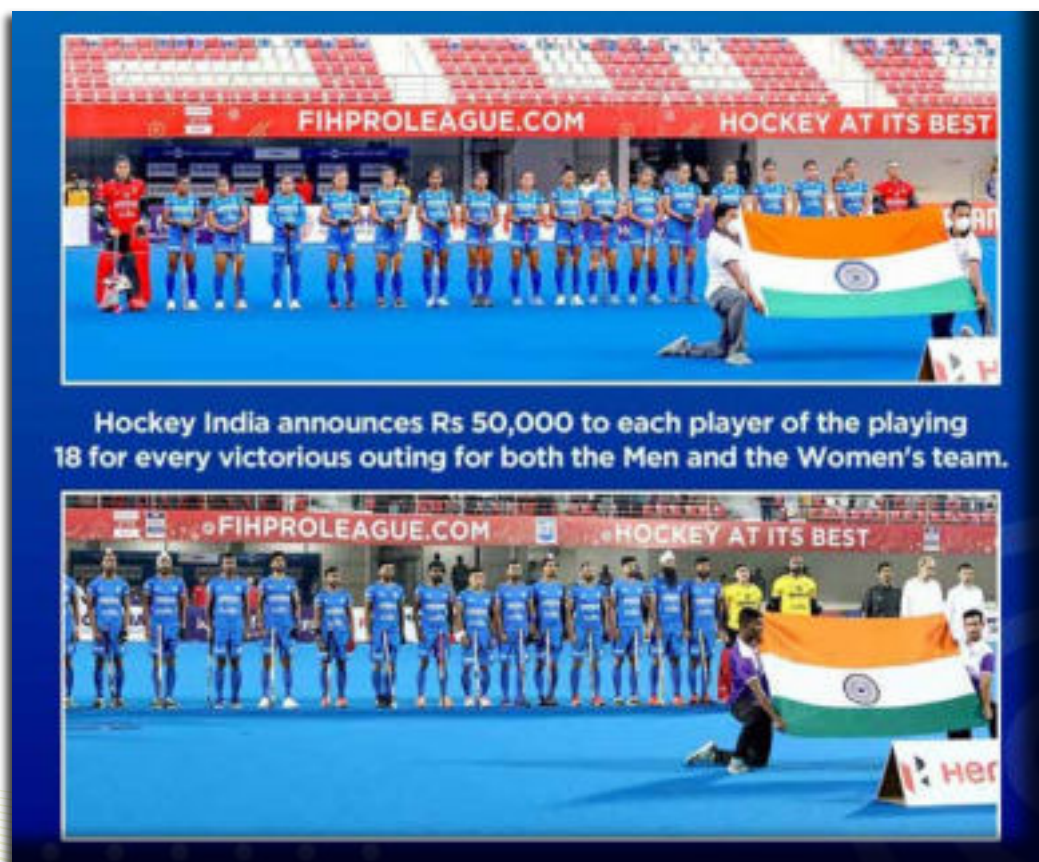 FIHPROLEAGUE.COM HOCKEY AT ITS BEST
Hockey India announces Rs 50,000 to each player of the playing
18 for every victorious outing for both the Men and the Women's team.
FIHPROLEAGUE.COM HOCKEY AT ITS BEST
Her